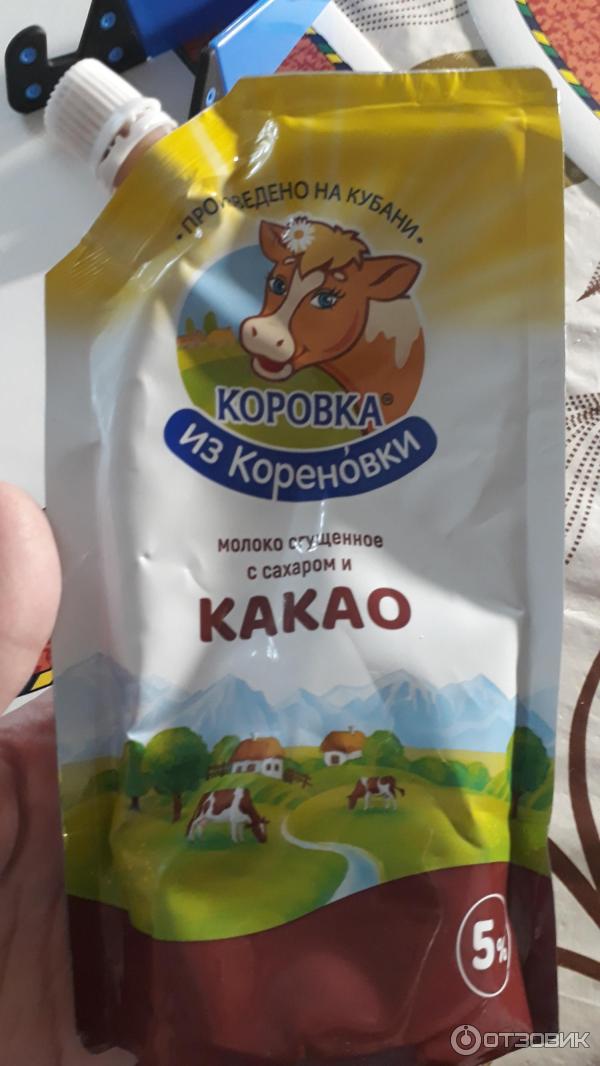 • ПРОИЗВЕДЕНО НА КУБАНИ •
КОРОВКА®
из Кореновки
молоко сгущенное
с сахаром и
КАКАО
5%
ОТЗОВИК